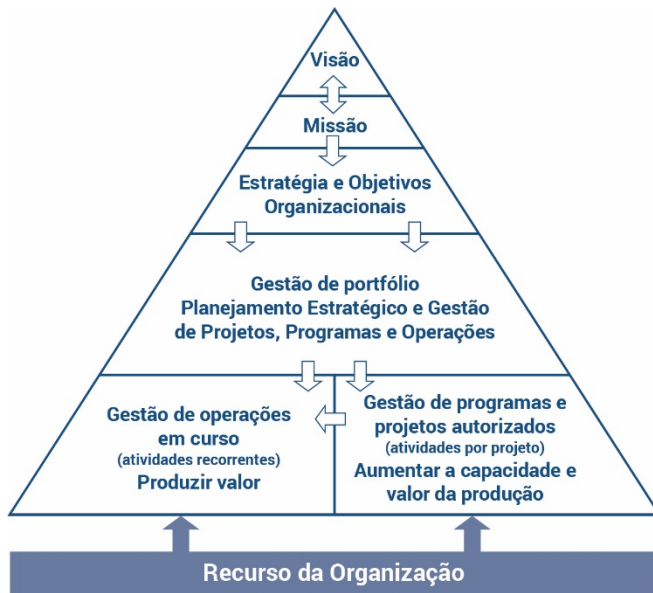 Visão
Missão
Estratégia e Objetivos
Organizacionais
Gestão de portfólio
Planejamento Estratégico e Gestão
de Projetos, Programas e Operações
Gestão de operações
em curso
(atividades recorrentes)
Produzir valor
Gestão de programas e
projetos autorizados
(atividades por projeto)
Aumentar a capacidade e
valor da produção
Recurso da Organização